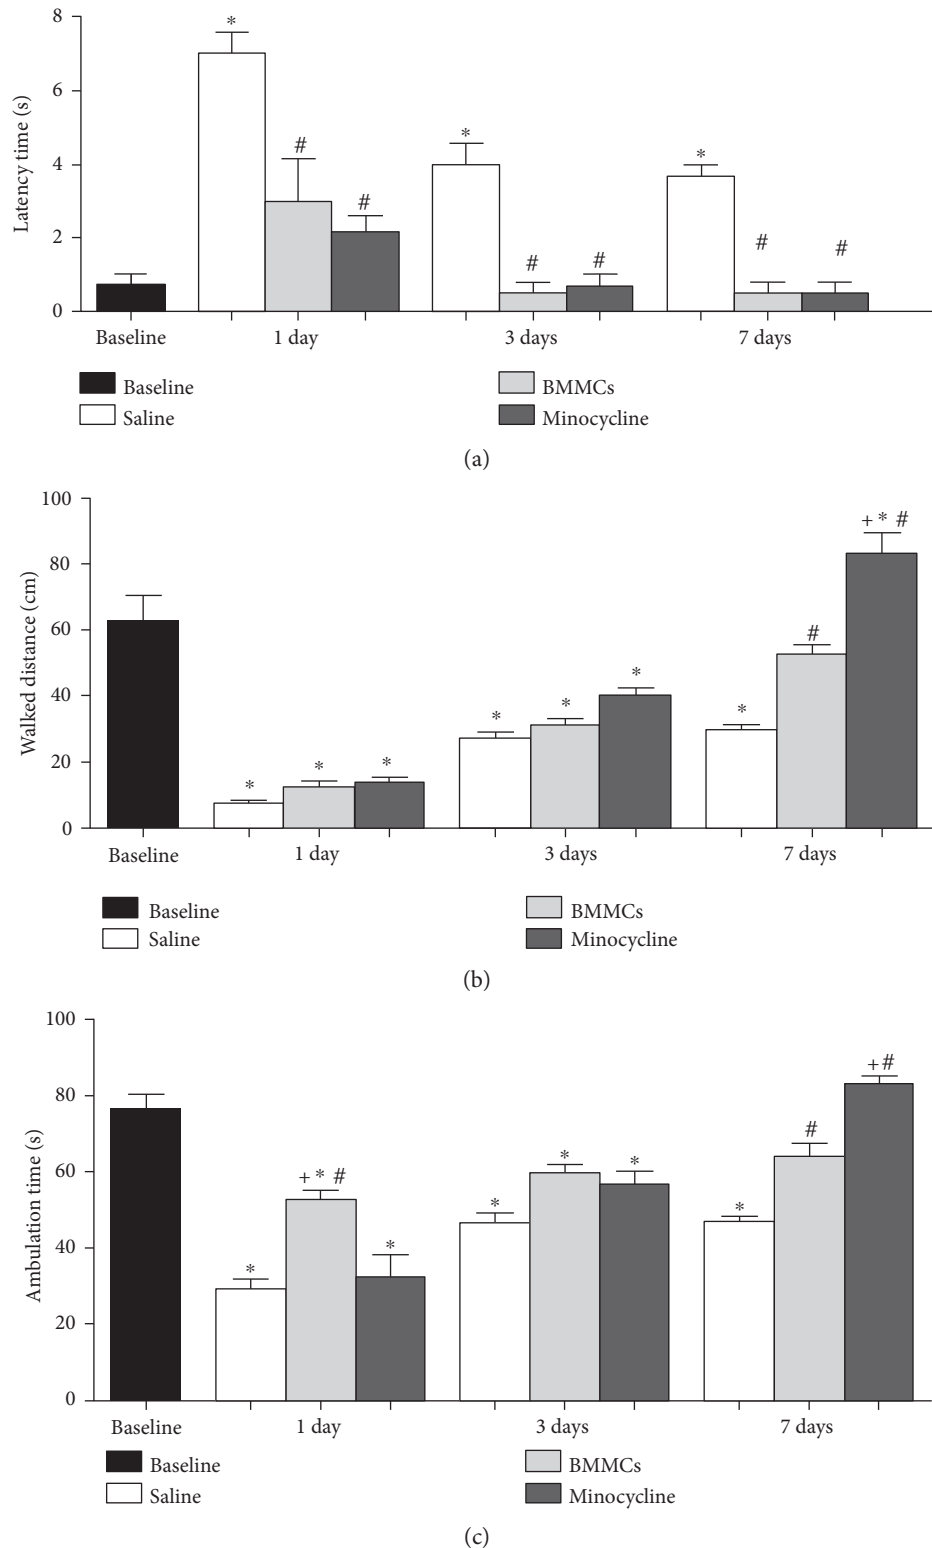 8
6
4
2
0
Latency time (s)
*
#
#
*
#
#
*
#
#
Baseline
1 day
3 days
7 days
Baseline
Saline
BMMCs
Minocycline
(a)
100
80
60
40
20
0
Walked distance (cm)
*
*
*
*
*
*
*
#
+ * #
Baseline
1 day
3 days
7 days
Baseline
Saline
BMMCs
Minocycline
(b)
100
80
60
40
20
0
Ambulation time (s)
*
+ * #
*
*
*
*
*
#
+ #
Baseline
1 day
3 days
7 days
Baseline
Saline
BMMCs
Minocycline
(c)